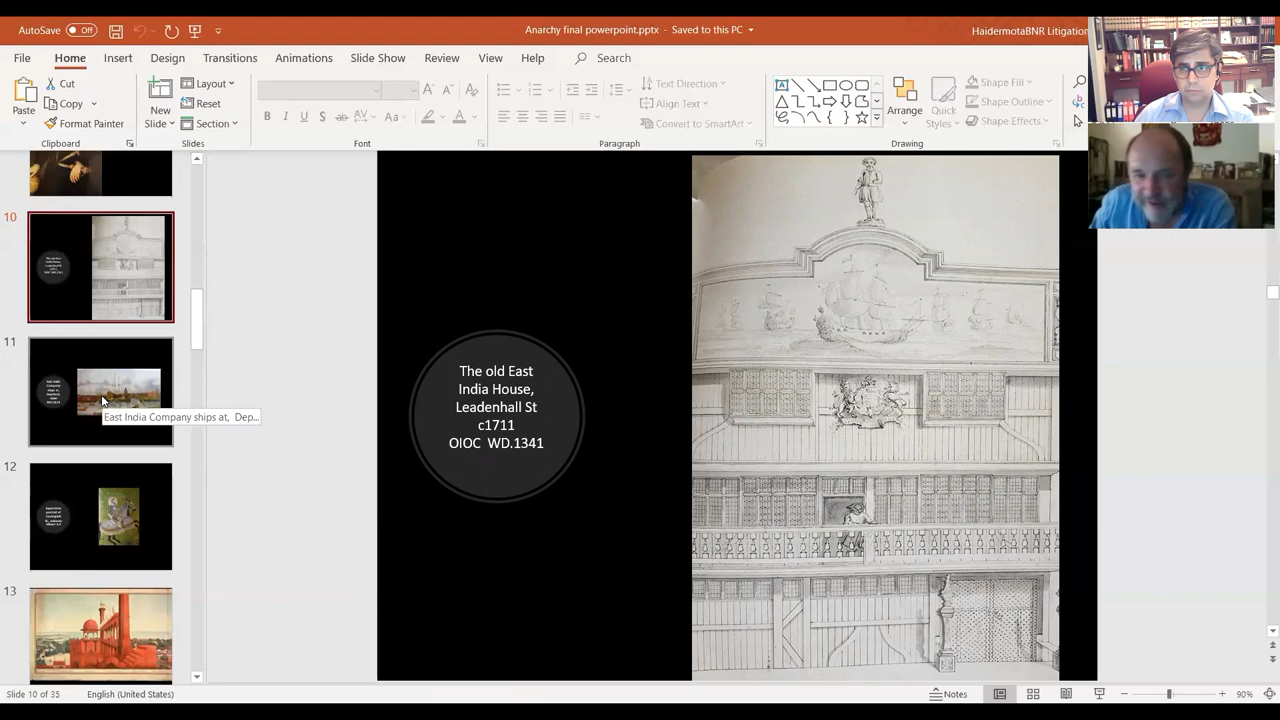 AutoSave
Off
Anarchy final powerpoint.pptx - Saved to this PC
HaidermotaBNR Litigation
File
Home
Insert
Design
Transitions
Animations
Slide Show
Review
View
Help
Search
Paste
Cut
Copy
Format Painter
Clipboard
New
Slide
Layout
Reset
Section
Slides
B
I
U
S
ab
AV
Aa
A
Font
Text Direction
Align Text
Convert to SmartArt
Paragraph
Arrange
Quick
Styles
Shape Fill
Shape Outline
Shape Effects
Drawing
10
11
East India Company ships at, Dep...
12
13
The old East
India House,
Leadenhall St
c1711
OIOC WD.1341
Slide 10 of 35
English (United States)
Notes
90%